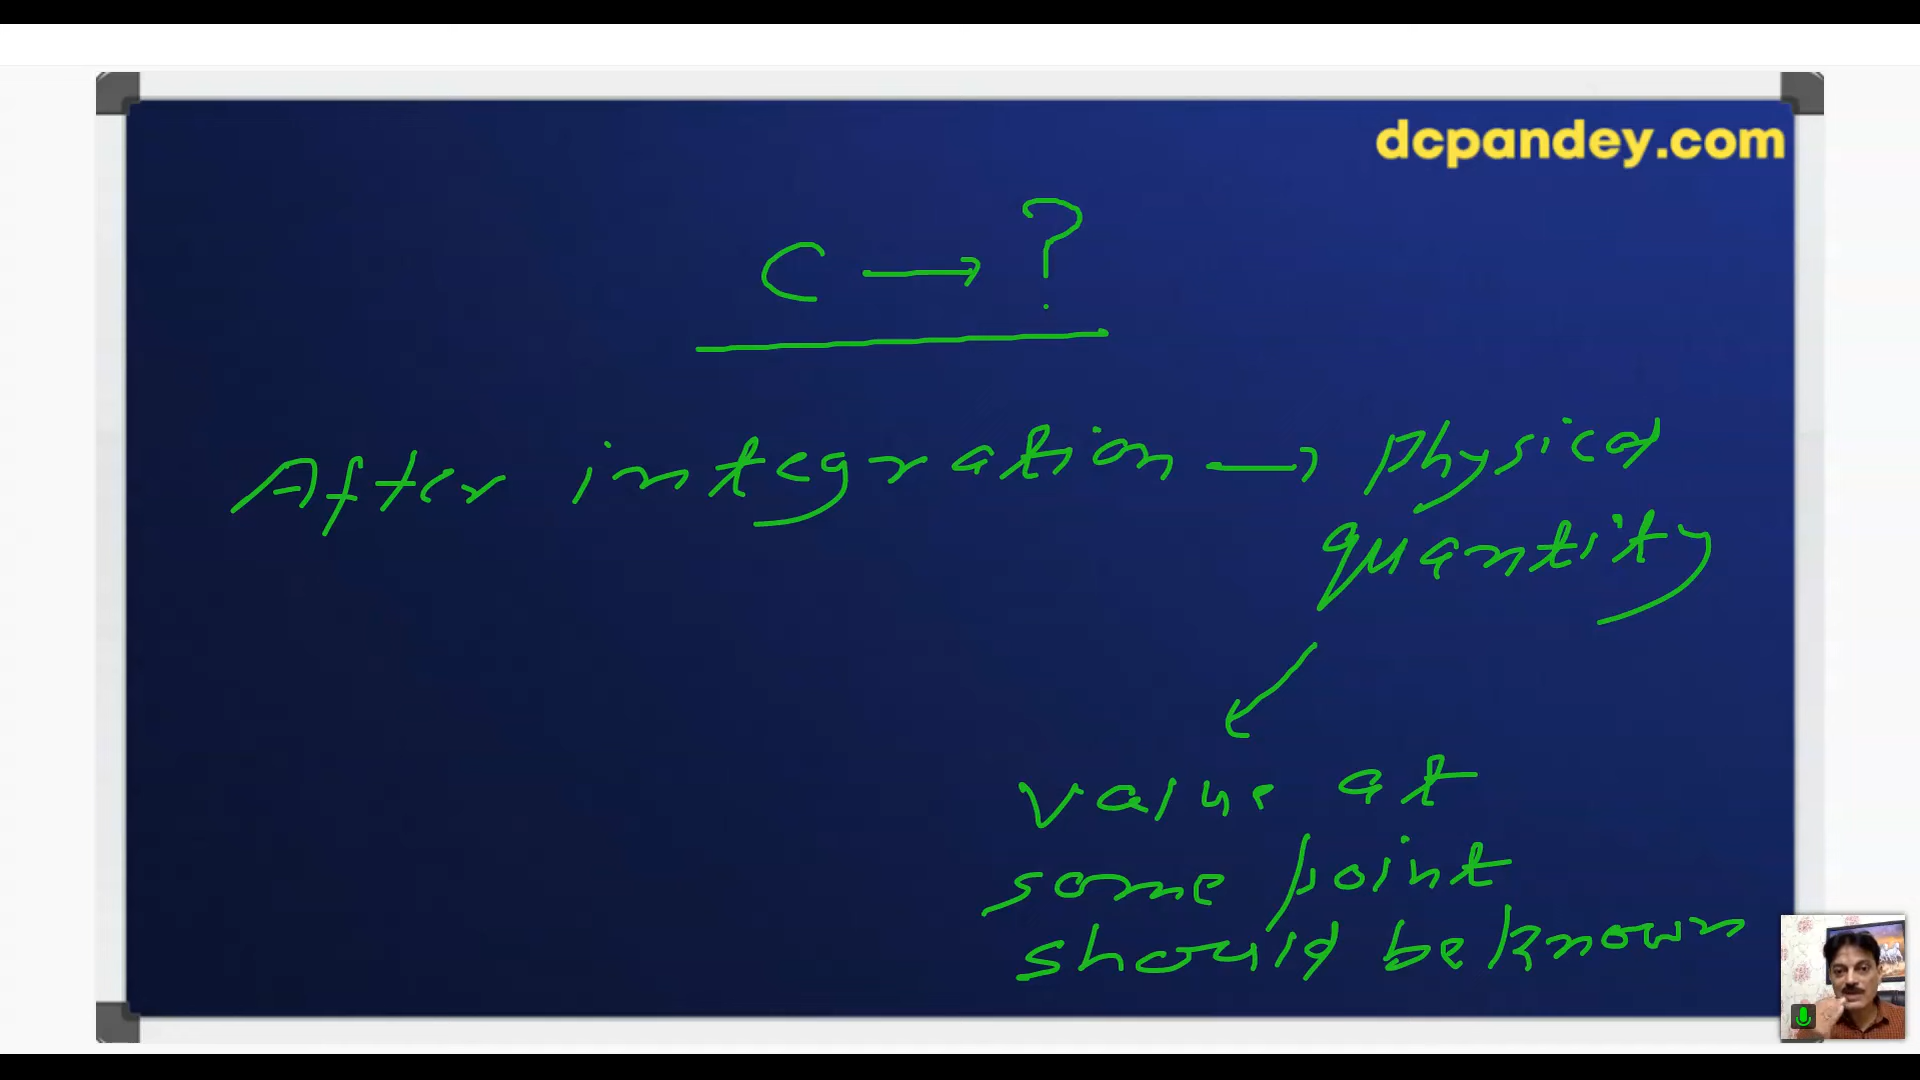 dcpandey.com
C → ?
After integration → Physical
quantity
value at
some point
should be known